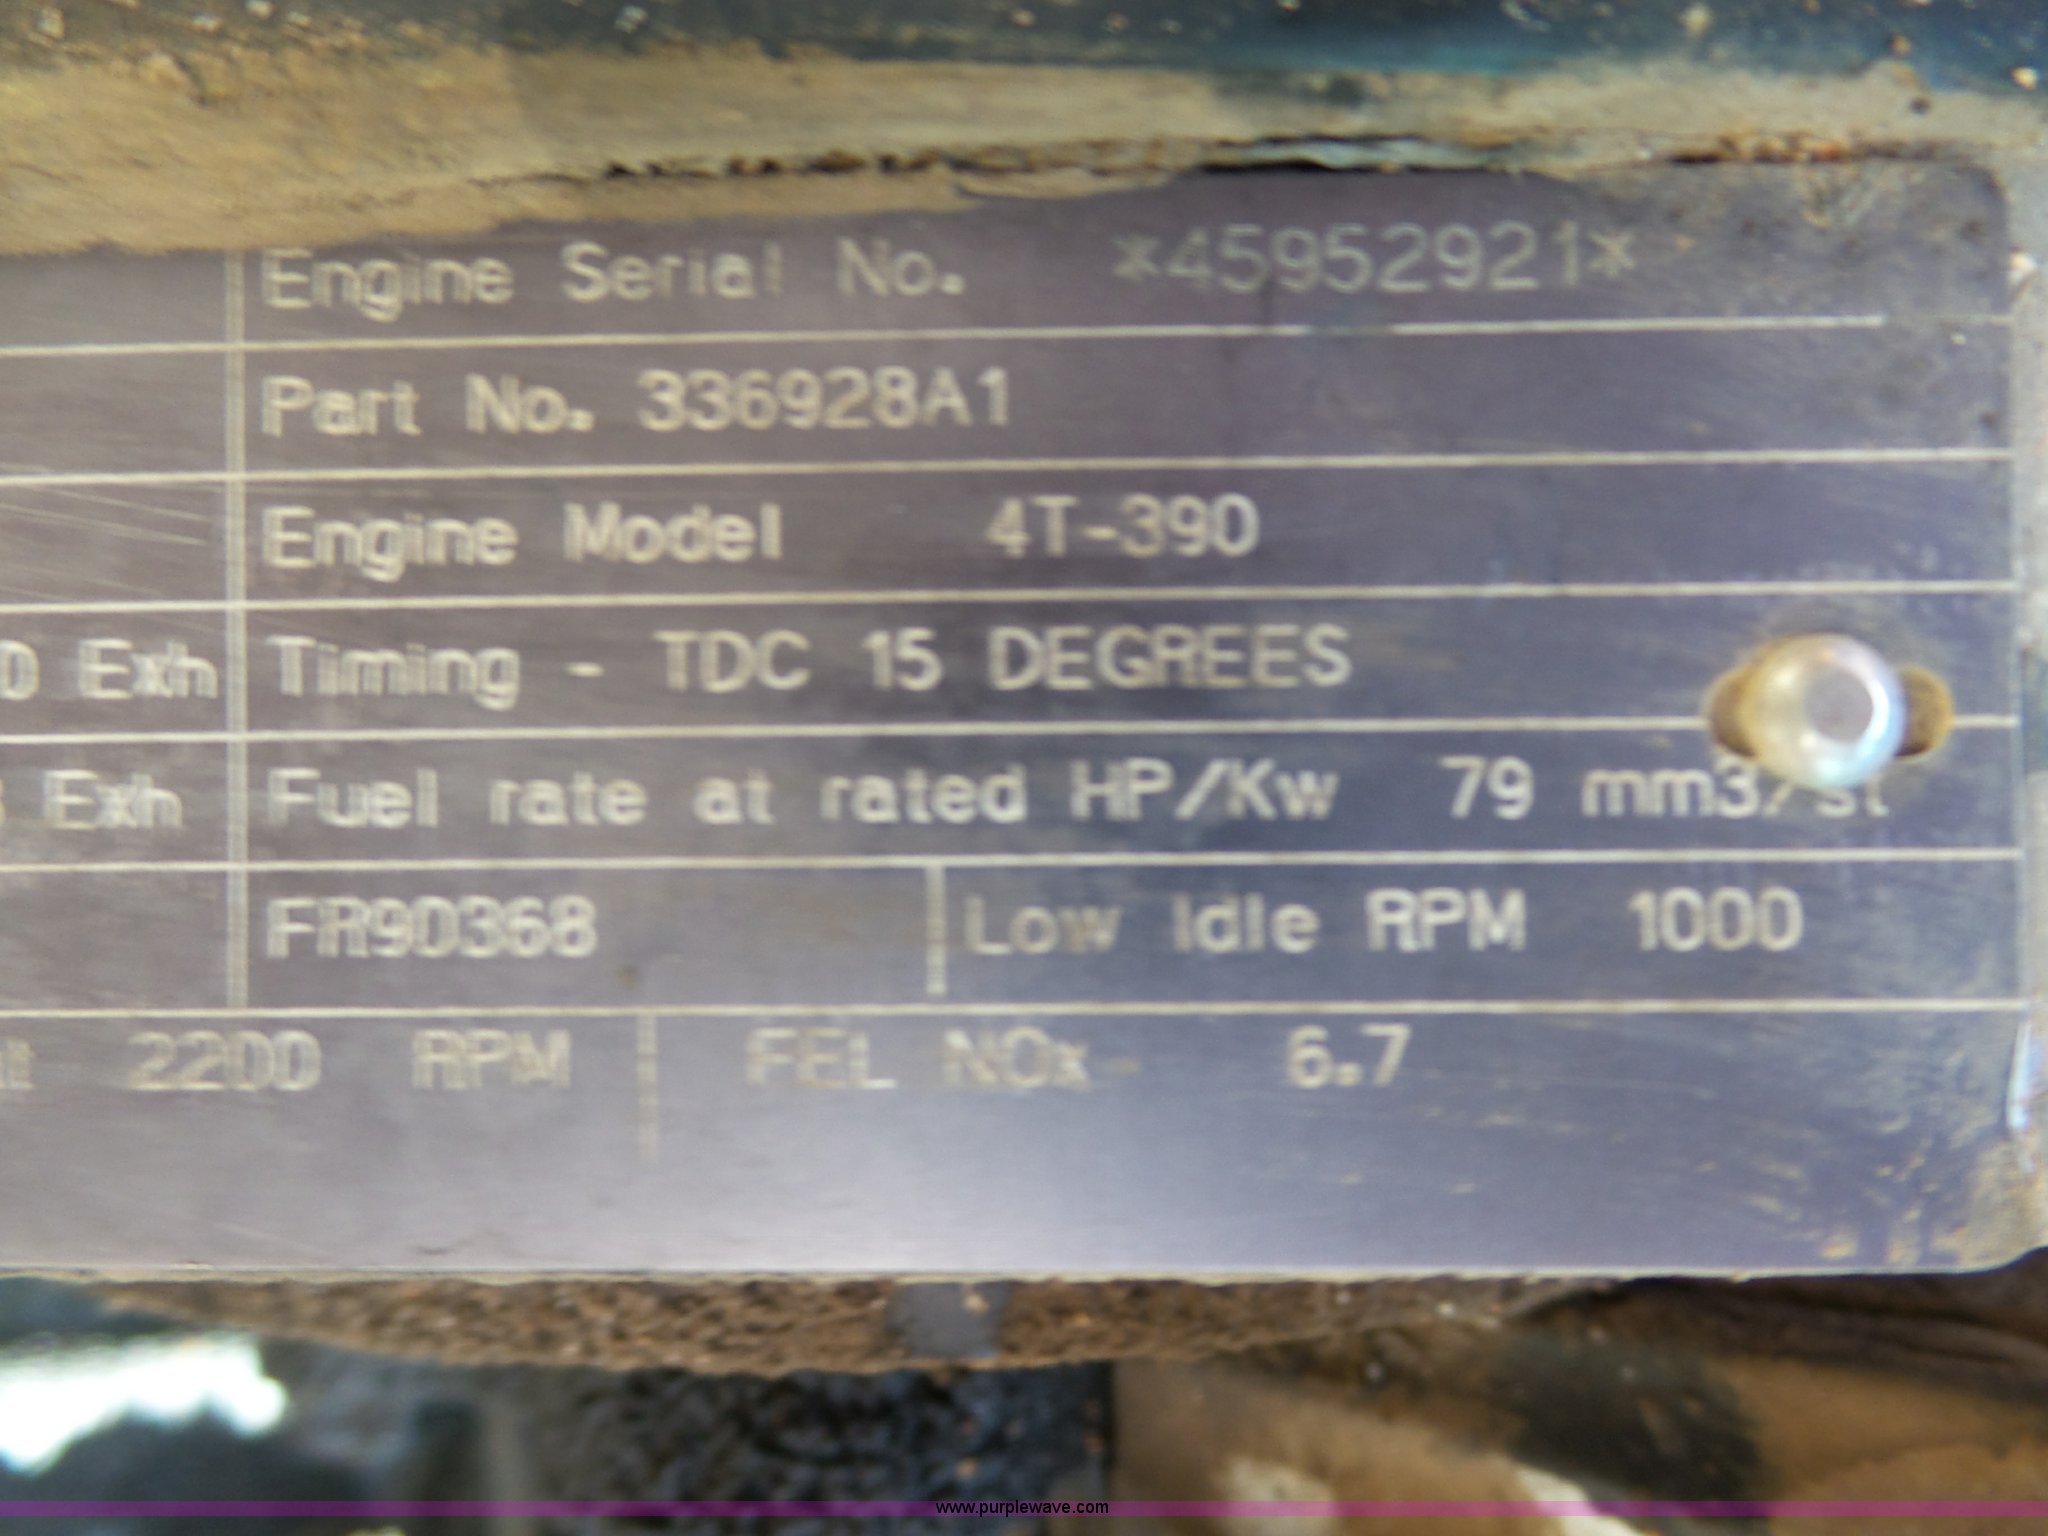 Engine Serial No. *45952921*
Part No. 336928A1
Engine Model 4T-390
Exh Timing - TDC 15 DEGREES
Exh Fuel rate at rated HP/Kw 79 mm3/st
FR90368 Low Idle RPM 1000
2200 RPM FEL NOx 6.7
www.purplewave.com